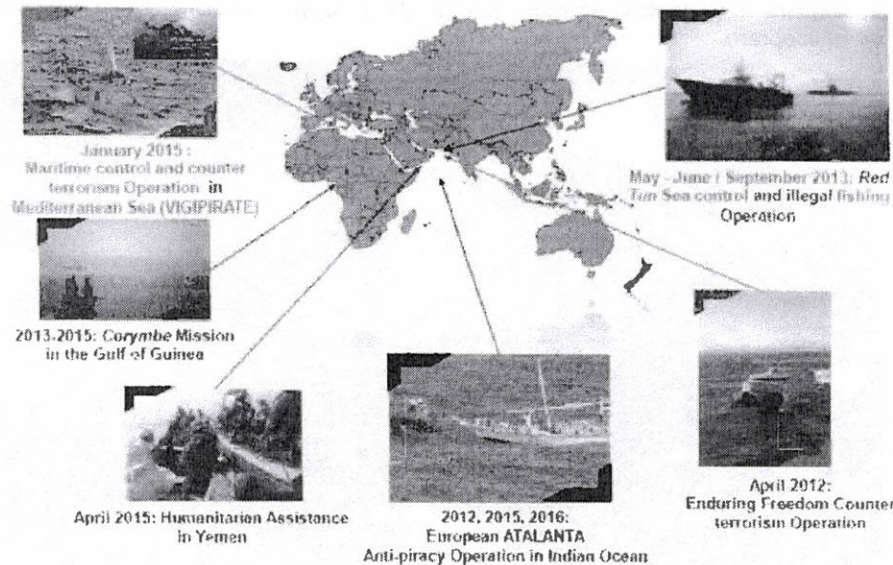 January 2015 :
Maritime control and counter
terrorism Operation in
Mediterranean Sea (VIGIPIRATE)
May - June / September 2013: Red
Tun Sea control and illegal fishing
Operation
2013-2015: Corymbe Mission
in the Gulf of Guinea
April 2015: Humanitarian Assistance
in Yemen
2012, 2015, 2016:
European ATALANTA
Anti-piracy Operation in Indian Ocean
April 2012:
Enduring Freedom Counter
terrorism Operation